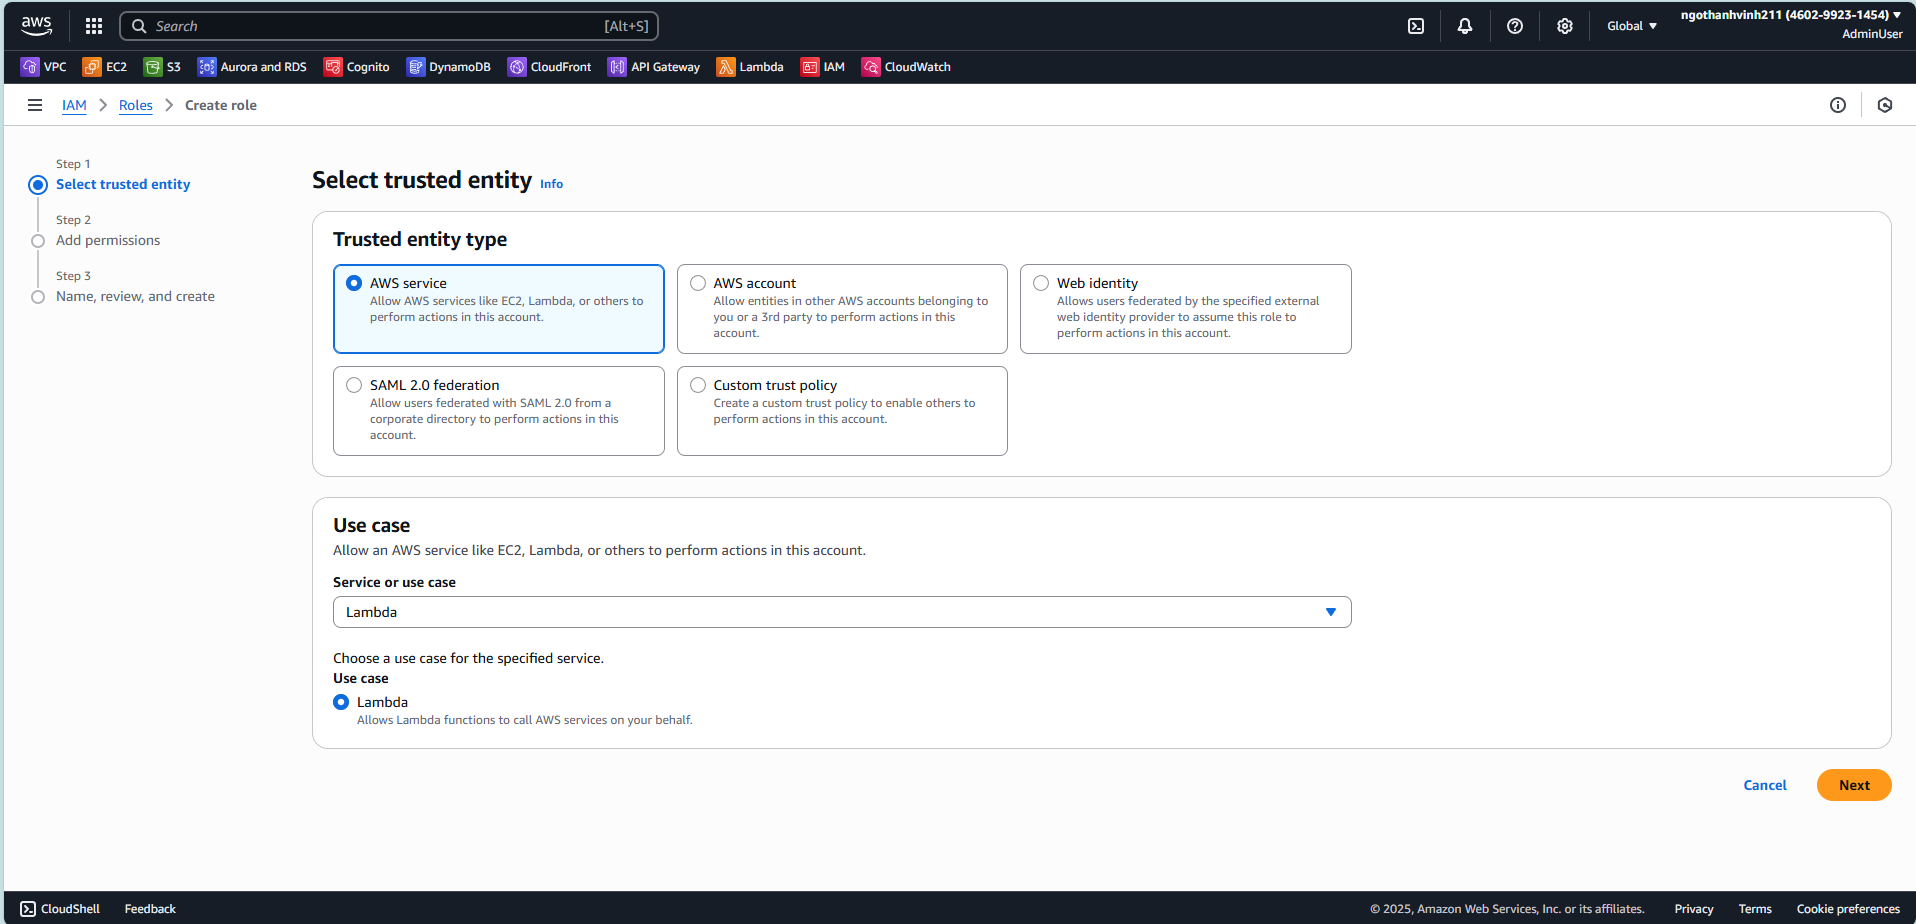 aws
Search [Alt+S]
Global
ngothanhvinh211 (4602-9923-1454)
AdminUser
VPC EC2 S3 Aurora and RDS Cognito DynamoDB CloudFront API Gateway Lambda IAM CloudWatch
IAM Roles Create role
Step 1
Select trusted entity
Step 2
Add permissions
Step 3
Name, review, and create
Select trusted entity Info
Trusted entity type
AWS service
Allow AWS services like EC2, Lambda, or others to
perform actions in this account.
AWS account
Allow entities in other AWS accounts belonging to
you or a 3rd party to perform actions in this
account.
Web identity
Allows users federated by the specified external
web identity provider to assume this role to
perform actions in this account.
SAML 2.0 federation
Allow users federated with SAML 2.0 from a
corporate directory to perform actions in this
account.
Custom trust policy
Create a custom trust policy to enable others to
perform actions in this account.
Use case
Allow an AWS service like EC2, Lambda, or others to perform actions in this account.
Service or use case
Lambda
Choose a use case for the specified service.
Use case
Lambda
Allows Lambda functions to call AWS services on your behalf.
Cancel Next
CloudShell Feedback © 2025, Amazon Web Services, Inc. or its affiliates. Privacy Terms Cookie preferences